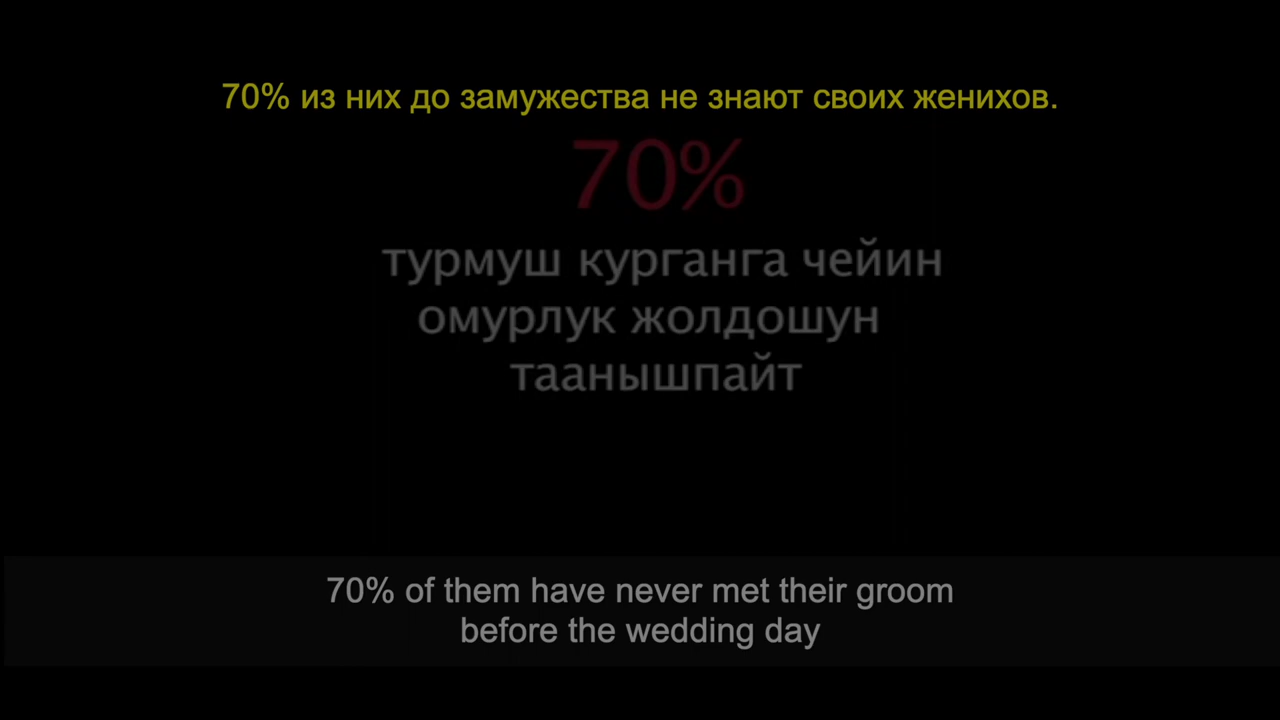 70% из них до замужества не знают своих женихов.
70%
турмуш курганга чейин
омурлук жолдошун
таанышпайт
70% of them have never met their groom
before the wedding day